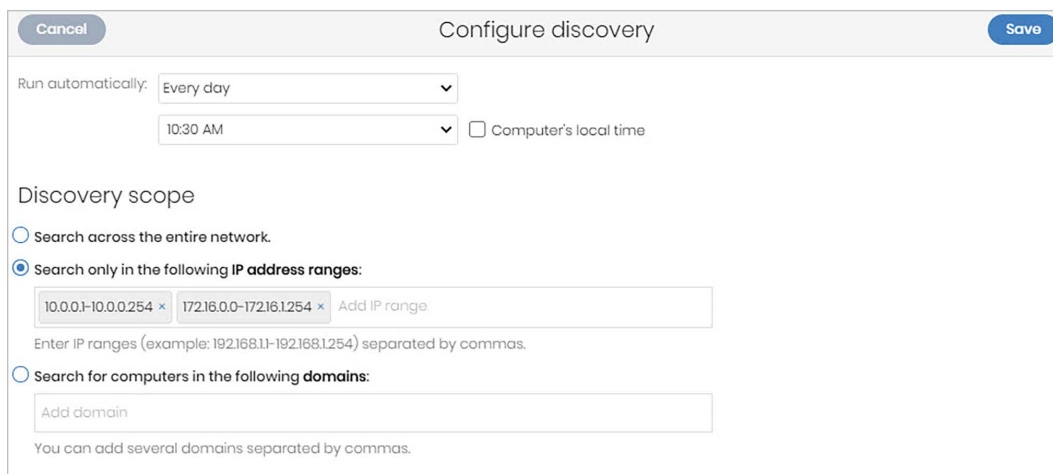 Cancel Configure discovery Save
Run automatically: Every day
10:30 AM Computer's local time
Discovery scope
Search across the entire network.
Search only in the following IP address ranges:
10.0.0.1-10.0.0.254 × 172.16.0.0-172.16.1.254 × Add IP range
Enter IP ranges (example: 192.168.1.1-192.168.1.254) separated by commas.
Search for computers in the following domains:
Add domain
You can add several domains separated by commas.